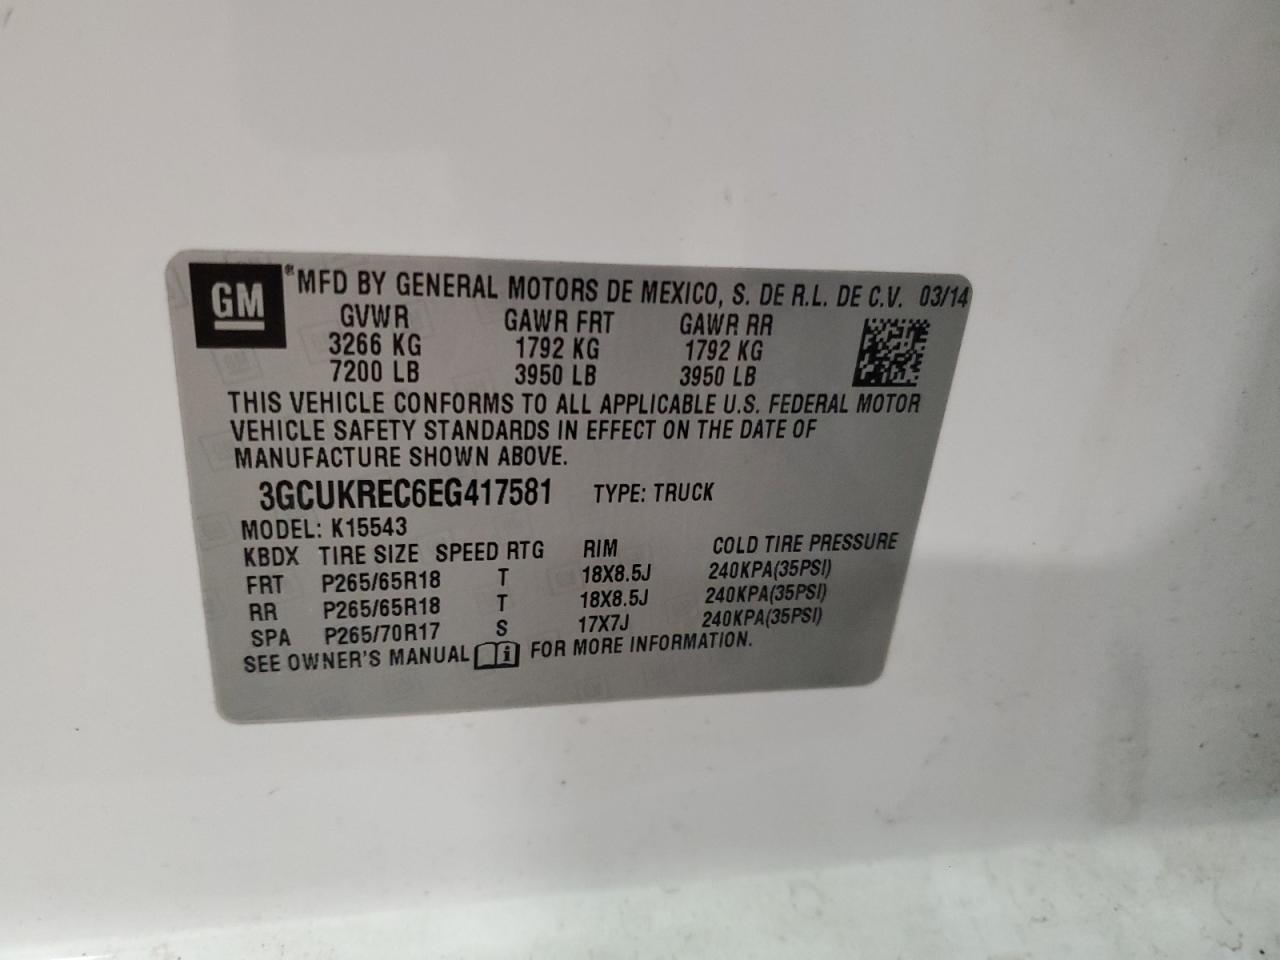 GM ® MFD BY GENERAL MOTORS DE MEXICO, S. DE R.L. DE C.V. 03/14
GVWR GAWR FRT GAWR RR
3266 KG 1792 KG 1792 KG
7200 LB 3950 LB 3950 LB
THIS VEHICLE CONFORMS TO ALL APPLICABLE U.S. FEDERAL MOTOR
VEHICLE SAFETY STANDARDS IN EFFECT ON THE DATE OF
MANUFACTURE SHOWN ABOVE.
3GCUKREC6EG417581 TYPE: TRUCK
MODEL: K15543
KBDX TIRE SIZE SPEED RTG RIM COLD TIRE PRESSURE
FRT P265/65R18 T 18X8.5J 240KPA(35PSI)
RR P265/65R18 T 18X8.5J 240KPA(35PSI)
SPA P265/70R17 S 17X7J 240KPA(35PSI)
SEE OWNER'S MANUAL i FOR MORE INFORMATION.